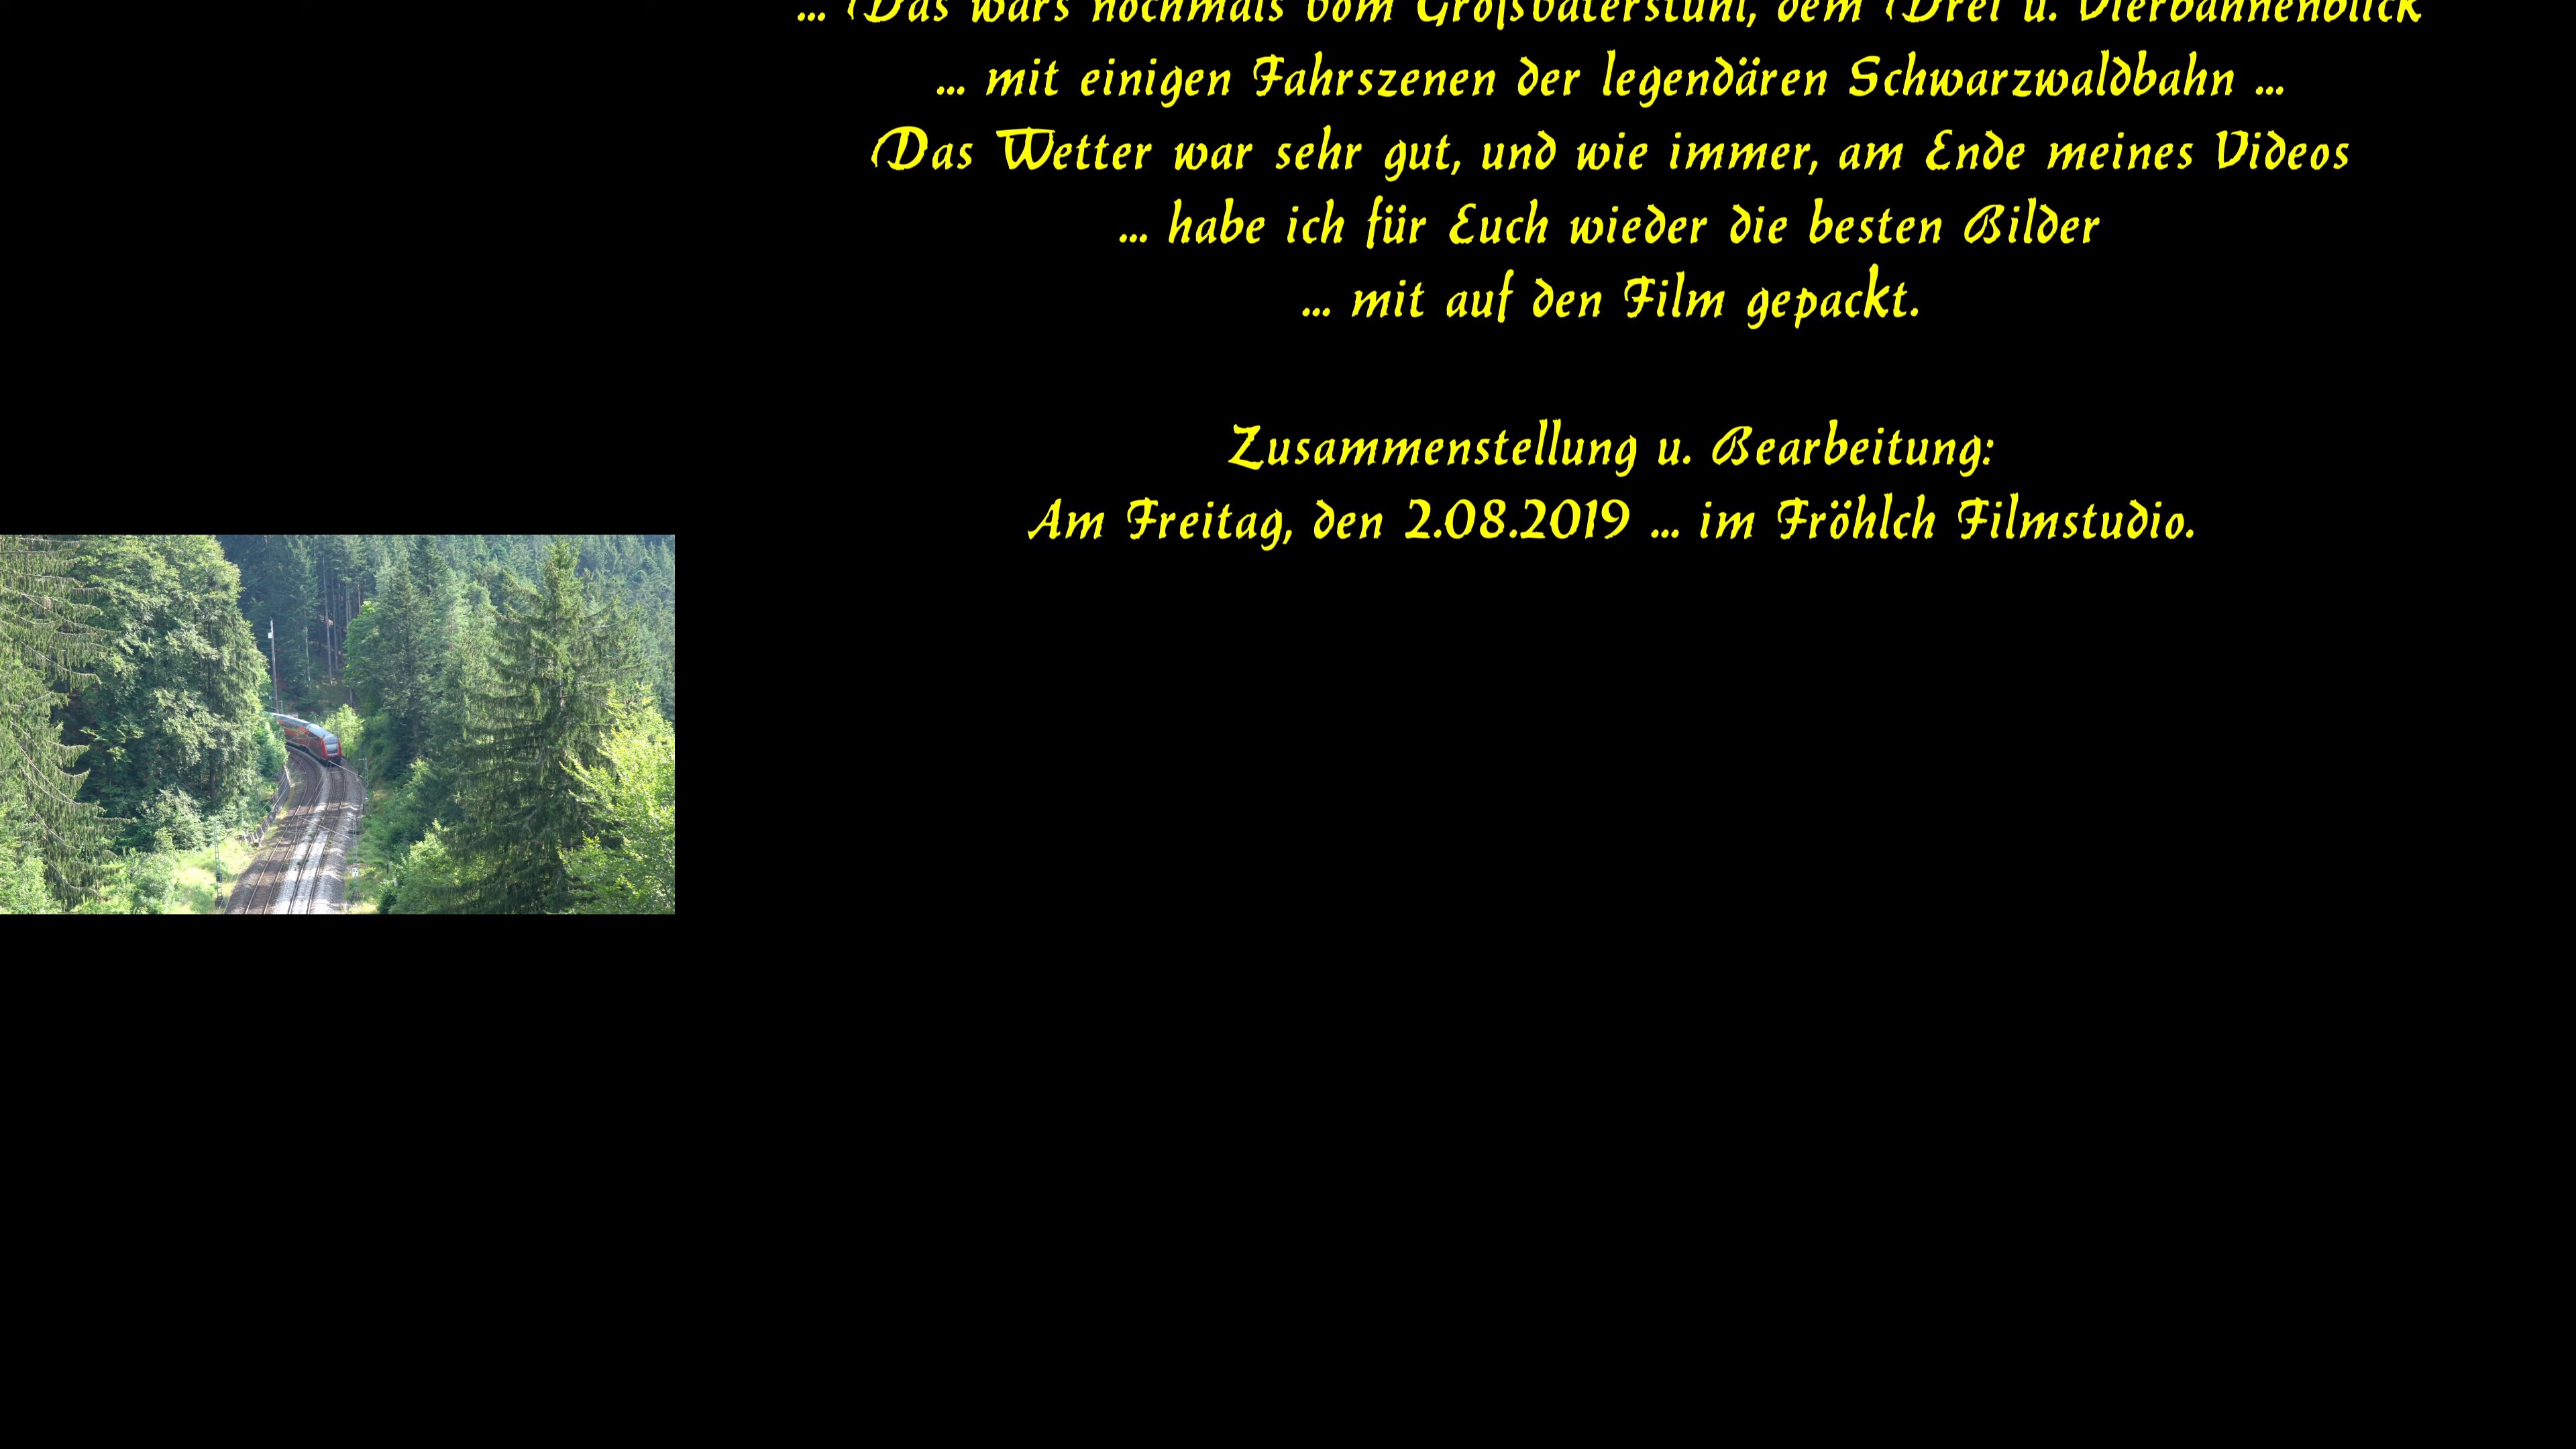 ... Das wars nochmals vom Großvaterstuhl, dem Drei u. Vierbahnenblick
... mit einigen Fahrszenen der legendären Schwarzwaldbahn ...
Das Wetter war sehr gut, und wie immer, am Ende meines Videos
... habe ich für Euch wieder die besten Bilder
... mit auf den Film gepackt.
Zusammenstellung u. Bearbeitung:
Am Freitag, den 2.08.2019 ... im Fröhlch Filmstudio.